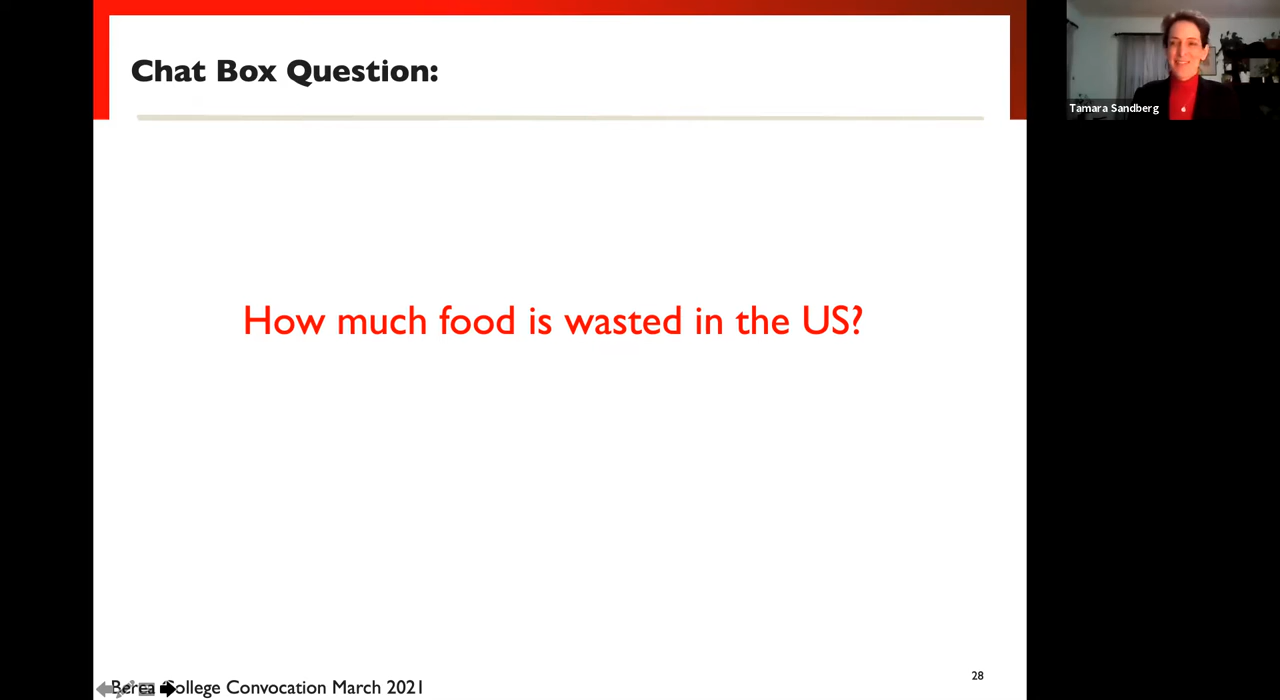 Chat Box Question:
Tamara Sandberg
How much food is wasted in the US?
28
Berea College Convocation March 2021